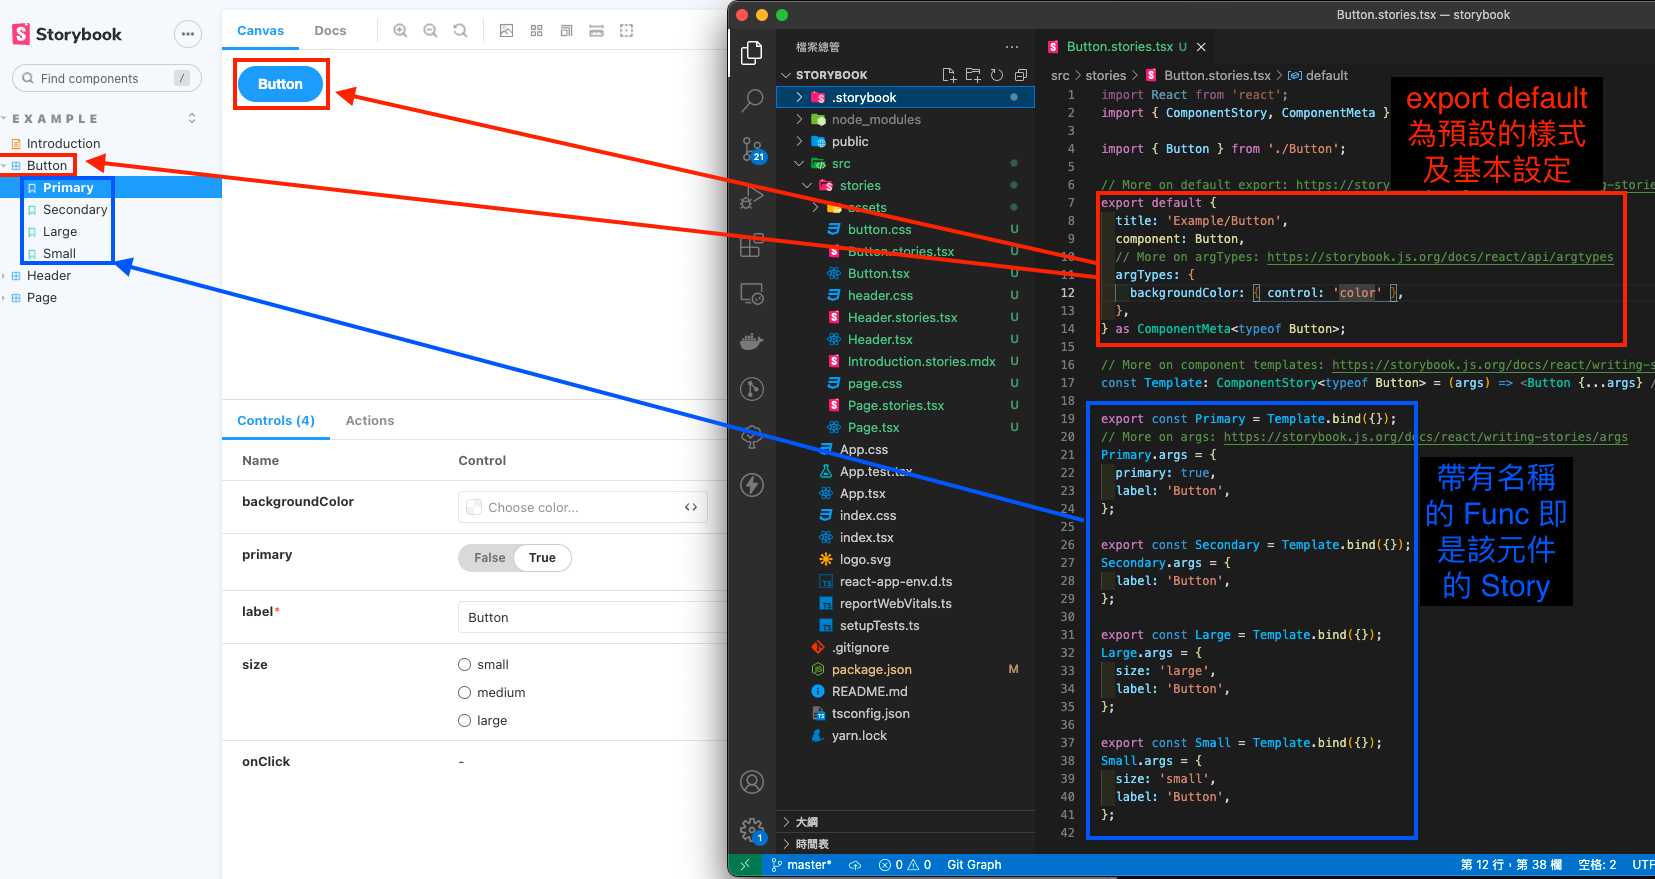 Storybook
Find components
/
EXAMPLE
Introduction
Button
Primary
Secondary
Large
Small
Header
Page
Canvas
Docs
Button
Controls (4)
Actions
Name
Control
backgroundColor
Choose color...
primary
False
True
label*
Button
size
small
medium
large
onClick
-
Button.stories.tsx — storybook
檔案總管
STORYBOOK
.storybook
node_modules
public
src
stories
assets
button.css U
Button.stories.tsx U
Button.tsx U
header.css U
Header.stories.tsx U
Header.tsx U
Introduction.stories.mdx U
page.css U
Page.stories.tsx U
Page.tsx U
App.css
App.test.tsx
App.tsx
index.css
index.tsx
logo.svg
react-app-env.d.ts
reportWebVitals.ts
setupTests.ts
.gitignore
package.json M
README.md
tsconfig.json
yarn.lock
大綱
時間表
21
1
Button.stories.tsx U
src > stories > Button.stories.tsx > default
1 import React from 'react';
2 import { ComponentStory, ComponentMeta }
3
4 import { Button } from './Button';
5
6 // More on default export: https://story ng-stories
7 export default {
8 title: 'Example/Button',
9 component: Button,
10 // More on argTypes: https://storybook.js.org/docs/react/api/argtypes
11 argTypes: {
12 backgroundColor: { control: 'color' },
13 },
14 } as ComponentMeta<typeof Button>;
15
16 // More on component templates: https://storybook.js.org/docs/react/writing-s
17 const Template: ComponentStory<typeof Button> = (args) => <Button {...args} /
18
19 export const Primary = Template.bind({});
20 // More on args: https://storybook.js.org/docs/react/writing-stories/args
21 Primary.args = {
22 primary: true,
23 label: 'Button',
24 };
25
26 export const Secondary = Template.bind({});
27 Secondary.args = {
28 label: 'Button',
29 };
30
31 export const Large = Template.bind({});
32 Large.args = {
33 size: 'large',
34 label: 'Button',
35 };
36
37 export const Small = Template.bind({});
38 Small.args = {
39 size: 'small',
40 label: 'Button',
41 };
42
export default
為預設的樣式
及基本設定
帶有名稱
的 Func 即
是該元件
的 Story
master*
0
0
Git Graph
第 12 行，第 38 欄
空格: 2
UTF